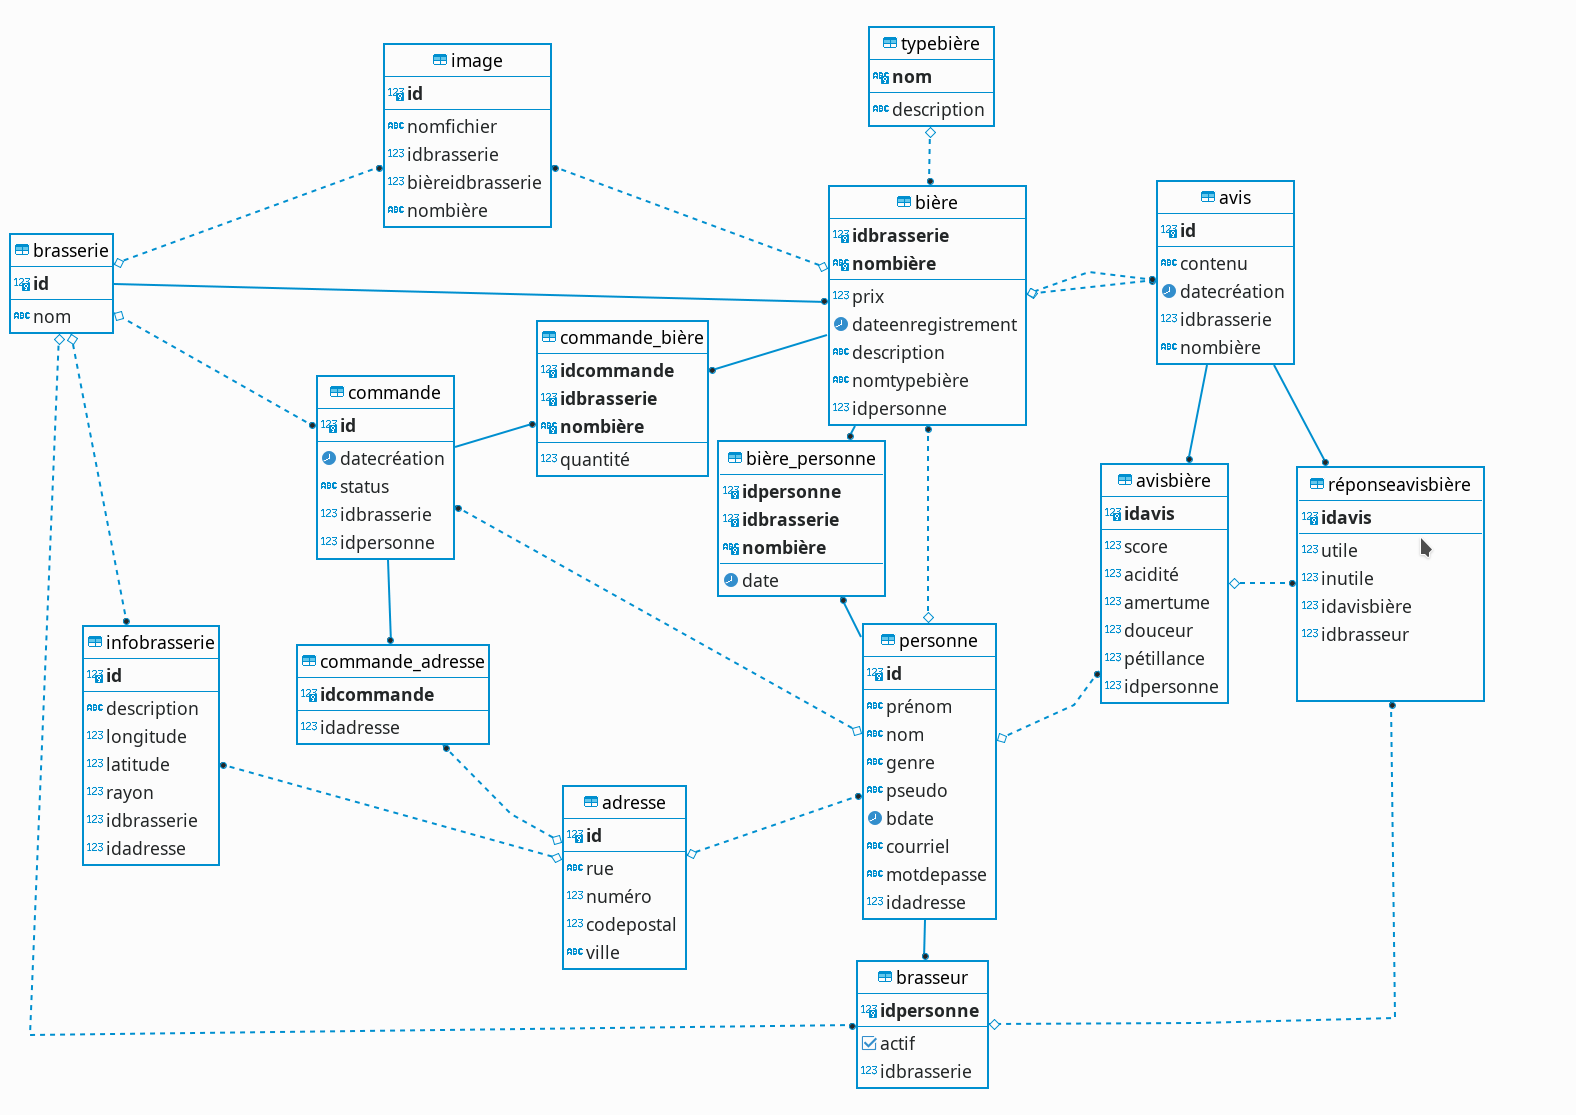 image
id
nomfichier
idbrasserie
bièreidbrasserie
nombière
typebière
nom
description
brasserie
id
nom
bière
idbrasserie
nombière
prix
dateenregistrement
description
nomtypebière
idpersonne
avis
id
contenu
datecréation
idbrasserie
nombière
commande_bière
idcommande
idbrasserie
nombière
quantité
commande
id
datecréation
status
idbrasserie
idpersonne
bière_personne
idpersonne
idbrasserie
nombière
date
avisbière
idavis
score
acidité
amertume
douceur
pétillance
idpersonne
réponseavisbière
idavis
utile
inutile
idavisbière
idbrasseur
infobrasserie
id
description
longitude
latitude
rayon
idbrasserie
idadresse
commande_adresse
idcommande
idadresse
personne
id
prénom
nom
genre
pseudo
bdate
courriel
motdepasse
idadresse
adresse
id
rue
numéro
codepostal
ville
brasseur
idpersonne
actif
idbrasserie